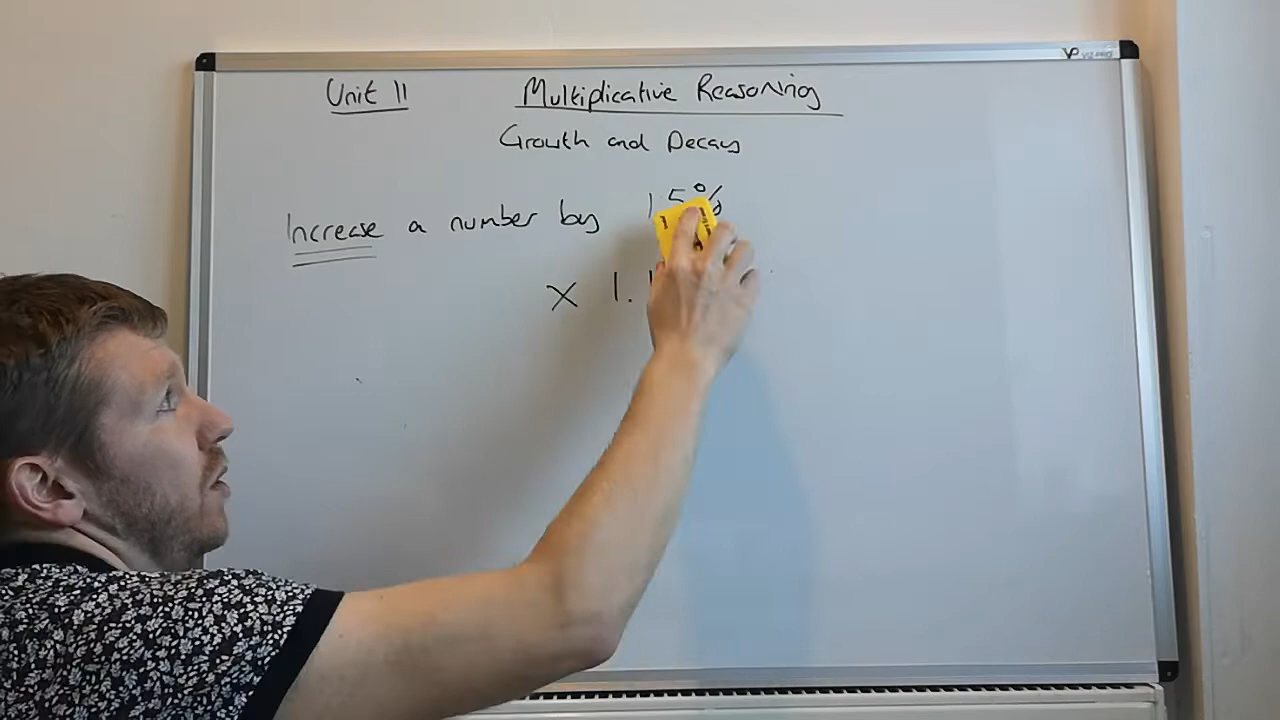 Unit 11 Multiplicative Reasoning
Growth and Decay
Increase a number by 15%
x 1.1